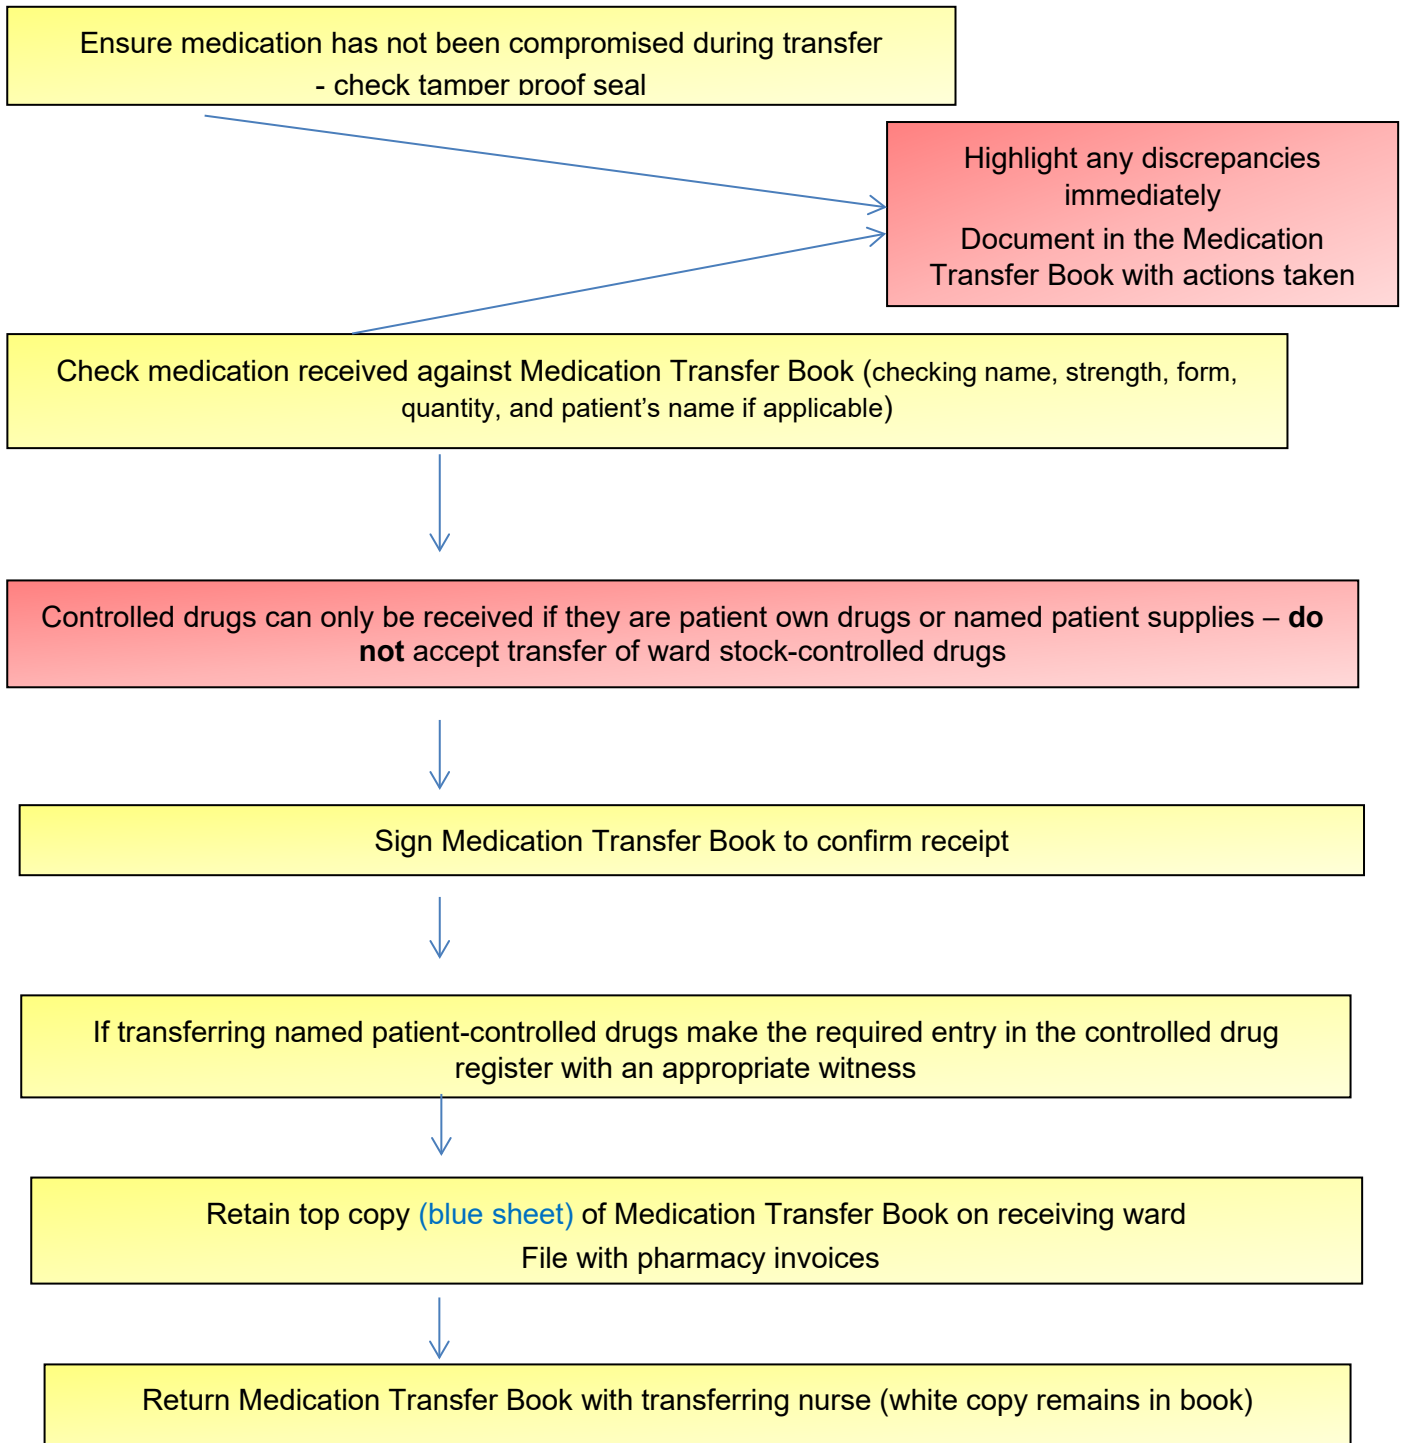 Ensure medication has not been compromised during transfer
- check tamper proof seal
Highlight any discrepancies
immediately
Document in the Medication
Transfer Book with actions taken
Check medication received against Medication Transfer Book (checking name, strength, form,
quantity, and patient’s name if applicable)
Controlled drugs can only be received if they are patient own drugs or named patient supplies – do
not accept transfer of ward stock-controlled drugs
Sign Medication Transfer Book to confirm receipt
If transferring named patient-controlled drugs make the required entry in the controlled drug
register with an appropriate witness
Retain top copy (blue sheet) of Medication Transfer Book on receiving ward
File with pharmacy invoices
Return Medication Transfer Book with transferring nurse (white copy remains in book)